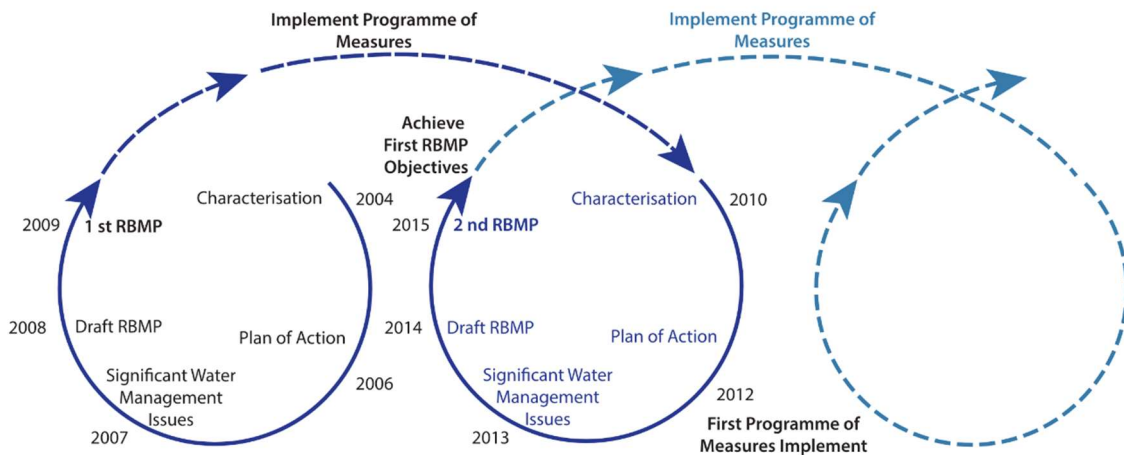 Implement Programme of
Measures
Implement Programme of
Measures
Achieve
First RBMP
Objectives
Characterisation
2004
2009
1 st RBMP
2008
Draft RBMP
Plan of Action
Significant Water
Management
Issues
2006
2007
Characterisation
2010
2015
2 nd RBMP
2014
Draft RBMP
Plan of Action
Significant Water
Management
Issues
2012
2013
First Programme of
Measures Implement